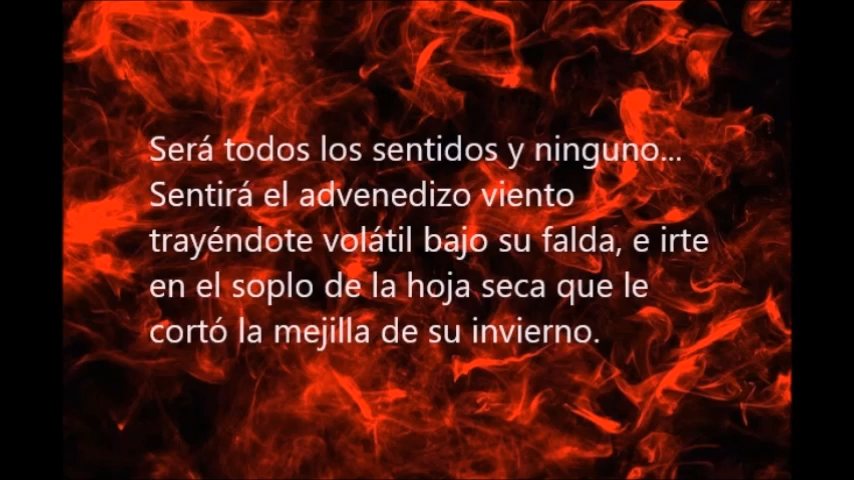 Será todos los sentidos y ninguno...
Sentirá el advenedizo viento
trayéndote volátil bajo su falda, e irte
en el soplo de la hoja seca que le
cortó la mejilla de su invierno.